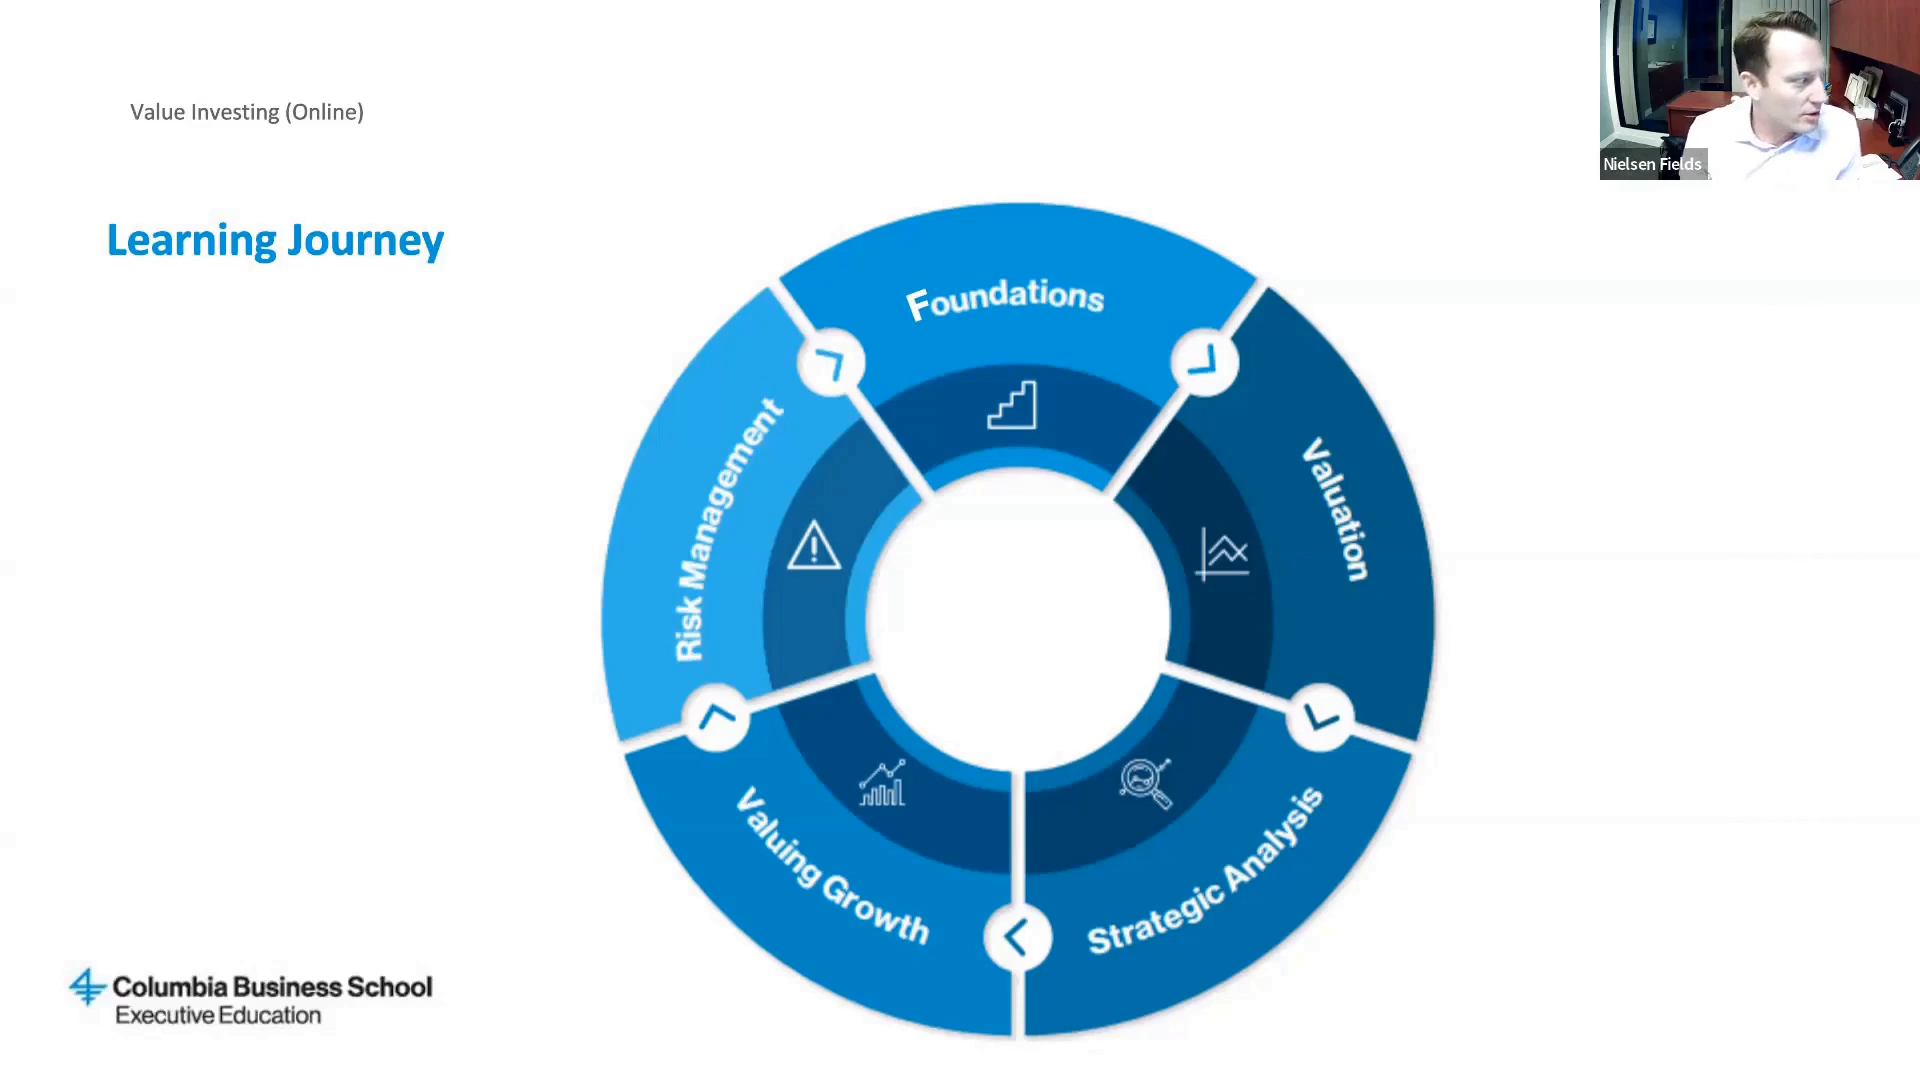 Value Investing (Online)
Nielsen Fields
Learning Journey
Foundations
Valuation
Strategic Analysis
Valuing Growth
Risk Management
Columbia Business School
Executive Education